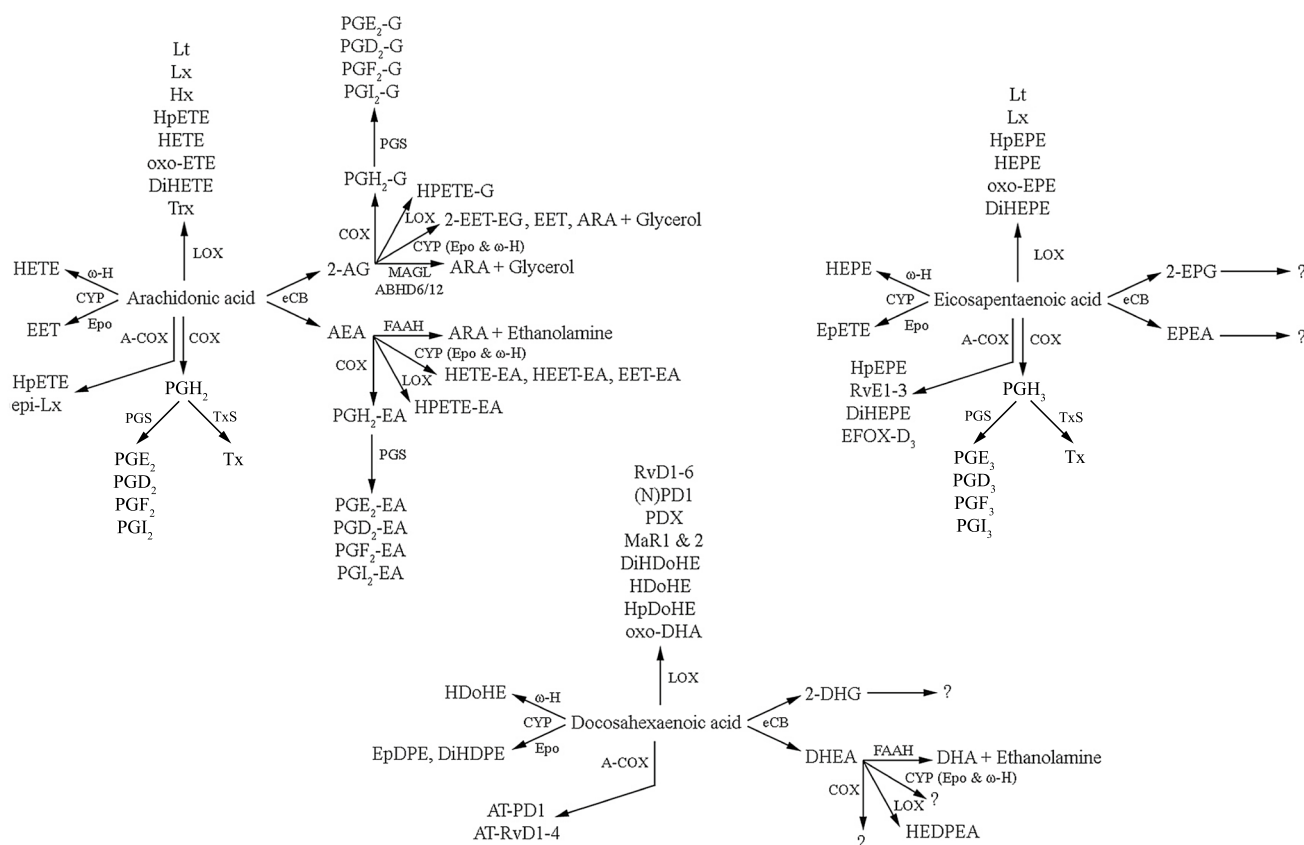 PGE₂-G
PGD₂-G
PGF₂-G
PGI₂-G
PGS
PGH₂-G
Lt
Lx
Hx
HpETE
HETE
oxo-ETE
DiHETE
Trx
LOX
HETE
ω-H
CYP
Arachidonic acid
EET
Epo
A-COX
COX
HpETE
epi-Lx
PGH₂
PGS
TxS
PGE₂
PGD₂
PGF₂
PGI₂
Tx
eCB
2-AG
COX
HPETE-G
LOX
2-EET-EG, EET, ARA + Glycerol
CYP (Epo & ω-H)
MAGL
ABHD6/12
ARA + Glycerol
AEA
FAAH
ARA + Ethanolamine
CYP (Epo & ω-H)
HETE-EA, HEET-EA, EET-EA
COX
LOX
HPETE-EA
PGH₂-EA
PGS
PGE₂-EA
PGD₂-EA
PGF₂-EA
PGI₂-EA
Lt
Lx
HpEPE
HEPE
oxo-EPE
DiHEPE
LOX
HEPE
ω-H
CYP
Eicosapentaenoic acid
EpETE
Epo
eCB
2-EPG
?
EPEA
?
A-COX
COX
HpEPE
RvE1-3
DiHEPE
EFOX-D₃
PGH₃
PGS
TxS
PGE₃
PGD₃
PGF₃
PGI₃
Tx
RvD1-6
(N)PD1
PDX
MaR1 & 2
DiHDoHE
HDoHE
HpDoHE
oxo-DHA
LOX
HDoHE
ω-H
CYP
Docosahexaenoic acid
EpDPE, DiHDPE
Epo
A-COX
AT-PD1
AT-RvD1-4
eCB
2-DHG
?
DHEA
FAAH
DHA + Ethanolamine
CYP (Epo & ω-H)
?
COX
LOX
HEDPEA
?